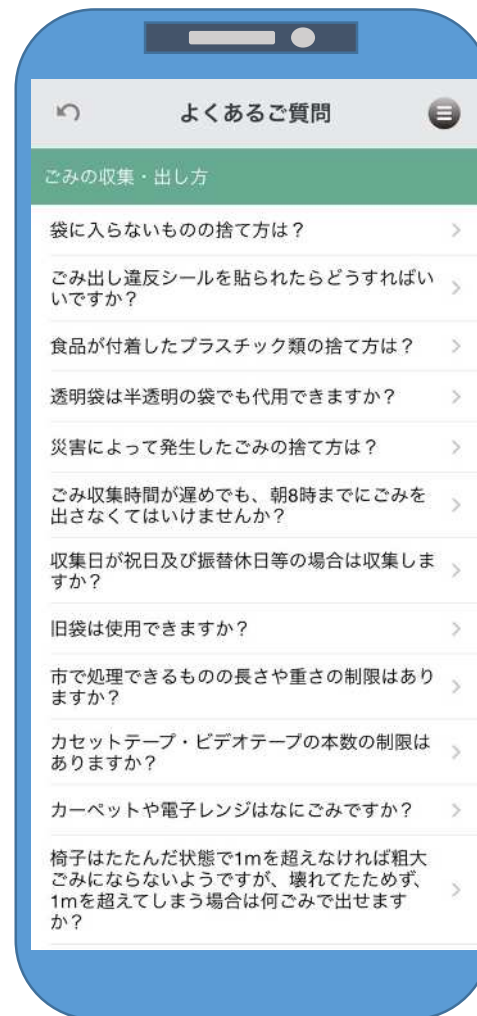 よくあるご質問
ごみの収集・出し方
袋に入らないものの捨て方は？
ごみ出し違反シールを貼られたらどうすればい
いですか？
食品が付着したプラスチック類の捨て方は？
透明袋は半透明の袋でも代用できますか？
災害によって発生したごみの捨て方は？
ごみ収集時間が遅めでも、朝8時までにごみを
出さなくてはいけませんか？
収集日が祝日及び振替休日等の場合は収集しま
すか？
旧袋は使用できますか？
市で処理できるものの長さや重さの制限はあり
ますか？
カセットテープ・ビデオテープの本数の制限は
ありますか？
カーペットや電子レンジはなにごみですか？
椅子はたたんだ状態で1mを超えなければ粗大
ごみにならないようですが、壊れてたためず、
1mを超えてしまう場合は何ごみで出せます
か？